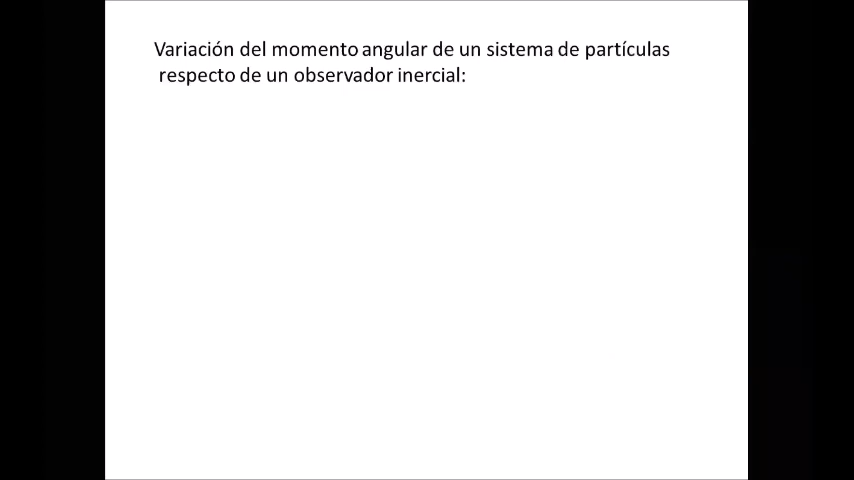 Variación del momento angular de un sistema de partículas
respecto de un observador inercial: